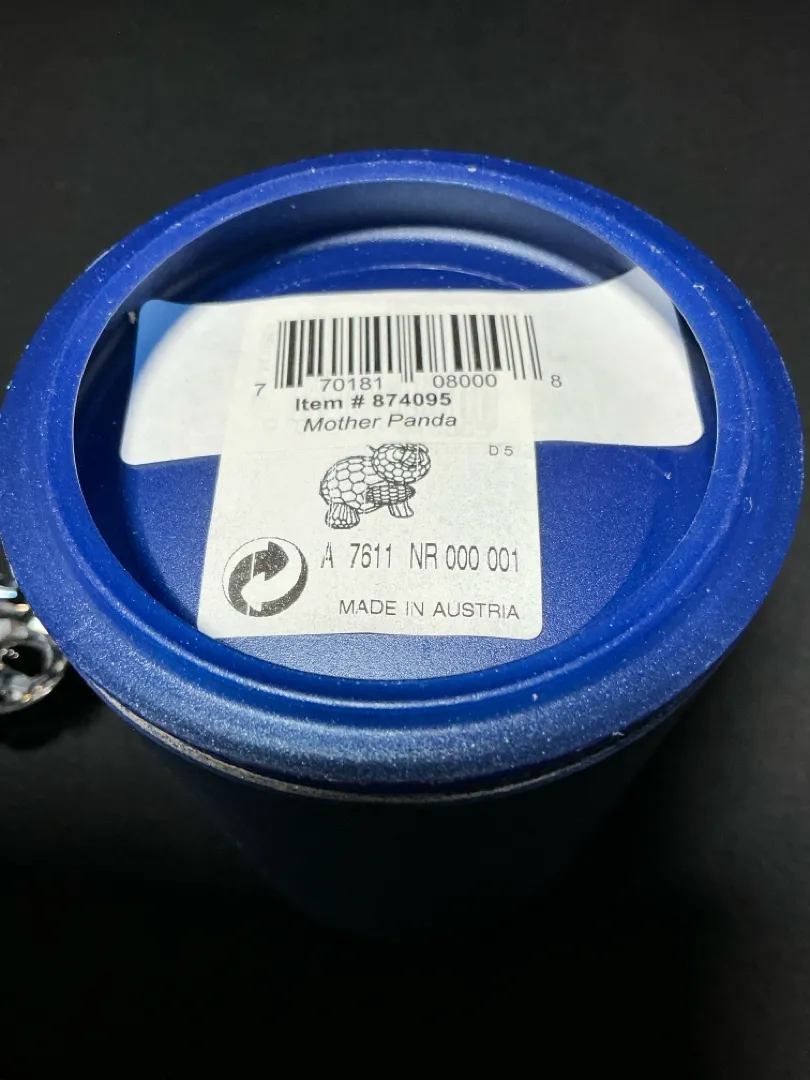 7 70181 08000 8
Item # 874095
Mother Panda
D 5
A 7611 NR 000 001
MADE IN AUSTRIA